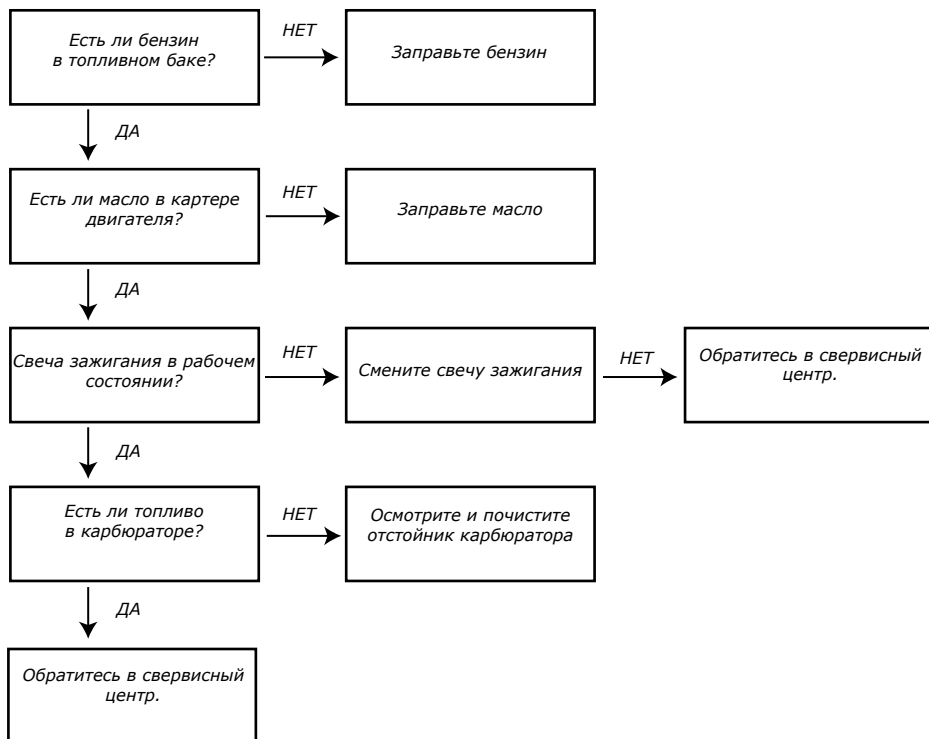 Есть ли бензин
в топливном баке?
НЕТ
Заправьте бензин
ДА
Есть ли масло в картере
двигателя?
НЕТ
Заправьте масло
ДА
Свеча зажигания в рабочем
состоянии?
НЕТ
Смените свечу зажигания
НЕТ
Обратитесь в свервисный
центр.
ДА
Есть ли топливо
в карбюраторе?
НЕТ
Осмотрите и почистите
отстойник карбюратора
ДА
Обратитесь в свервисный
центр.